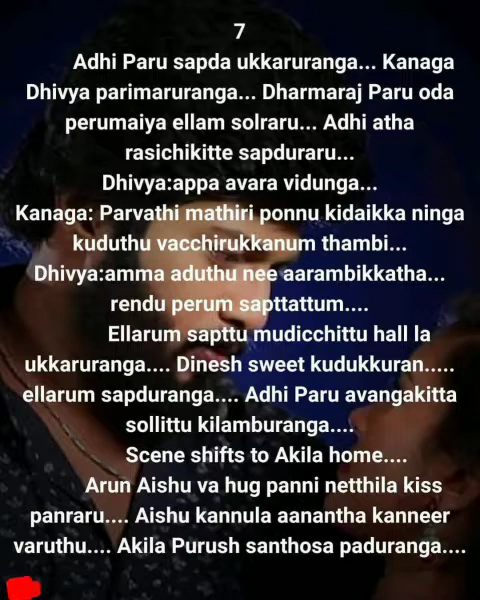 7
Adhi Paru sapda ukkaruranga... Kanaga
Dhivya parimaruranga... Dharmaraj Paru oda
perumaiya ellam solraru... Adhi atha
rasichikitte sapduraru...
Dhivya:appa avara vidunga...
Kanaga: Parvathi mathiri ponnu kidaikka ninga
kuduthu vacchirukkanum thambi...
Dhivya:amma aduthu nee aarambikkatha...
rendu perum sapttattum....
Ellarum sapttu mudicchittu hall la
ukkaruranga.... Dinesh sweet kudukkuran.....
ellarum sapduranga.... Adhi Paru avangakitta
sollittu kilamburanga....
Scene shifts to Akila home....
Arun Aishu va hug panni netthila kiss
panraru.... Aishu kannula aanantha kanneer
varuthu.... Akila Purush santhosa paduranga....